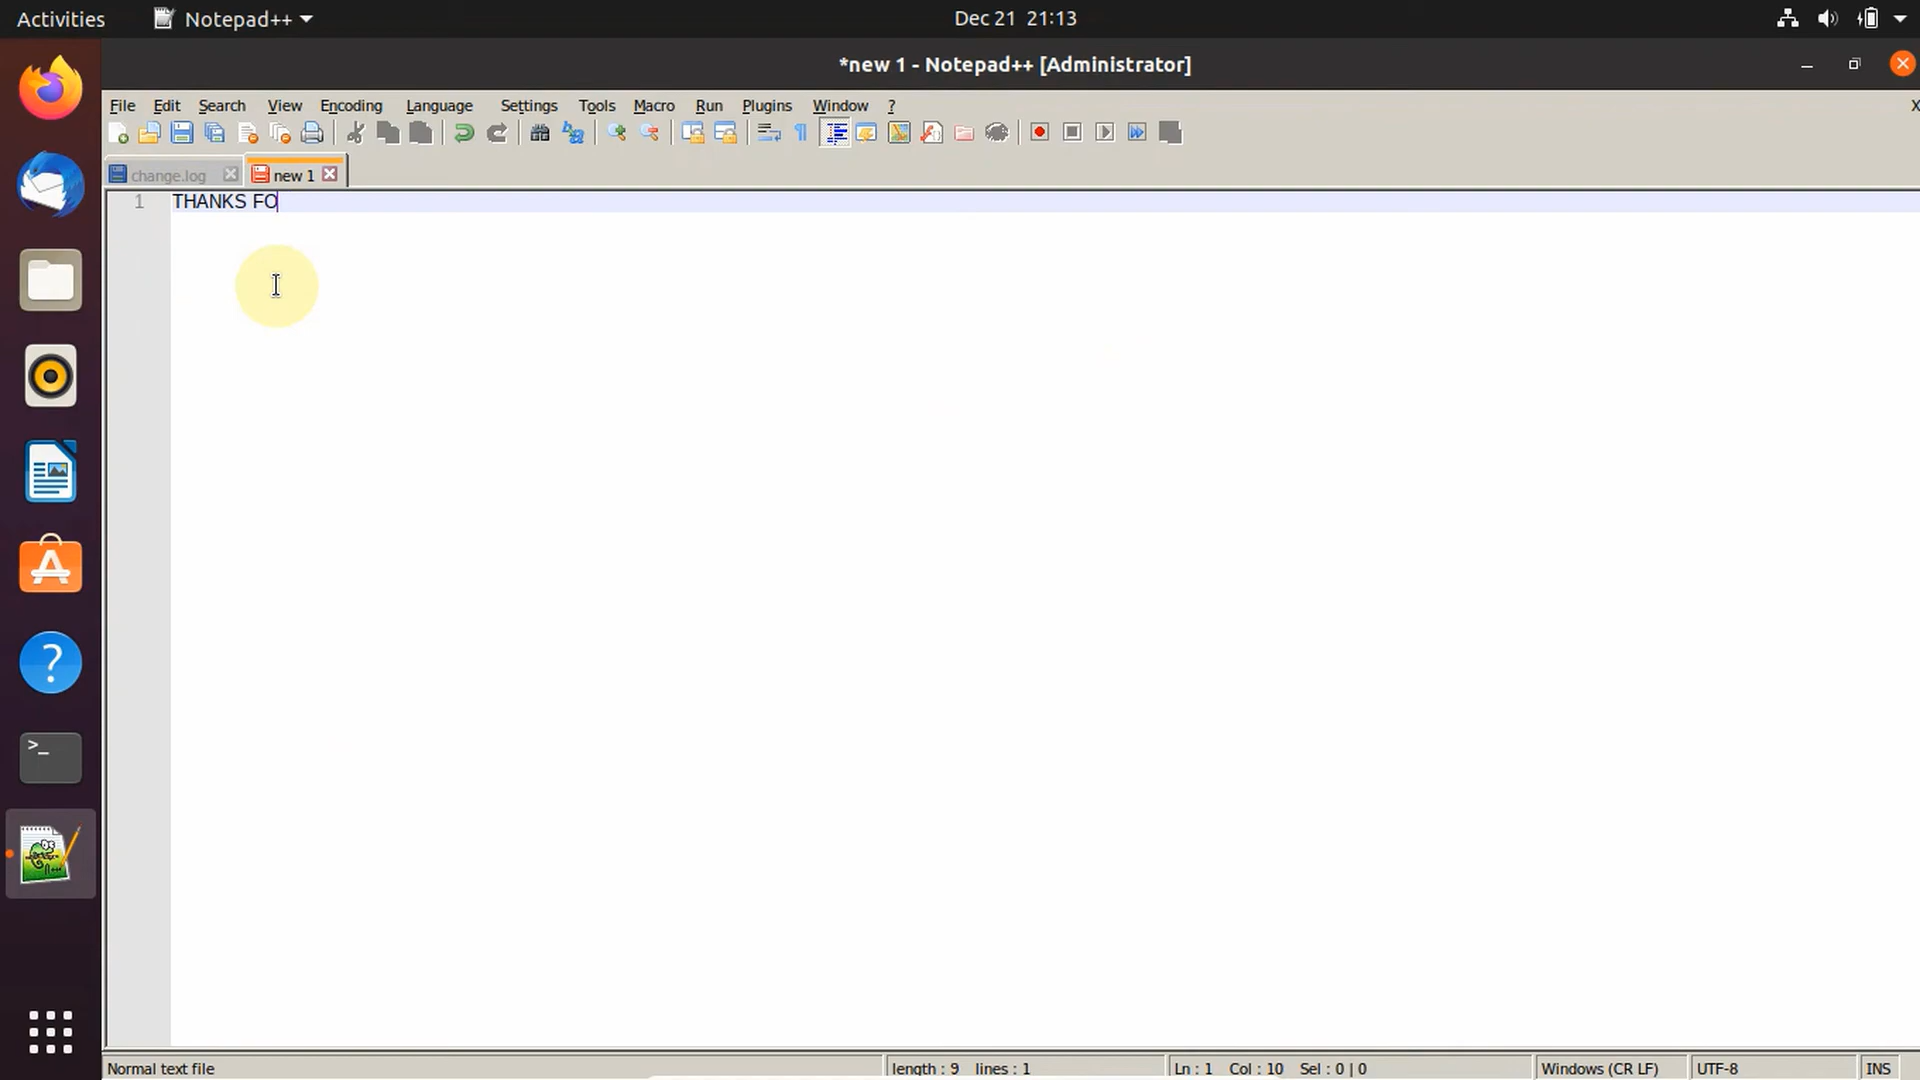 Activities Notepad++ Dec 21 21:13
*new 1 - Notepad++ [Administrator]
File Edit Search View Encoding Language Settings Tools Macro Run Plugins Window ? X
change.log new 1
1 THANKS FO
Normal text file length : 9 lines : 1 Ln : 1 Col : 10 Sel : 0 | 0 Windows (CR LF) UTF-8 INS